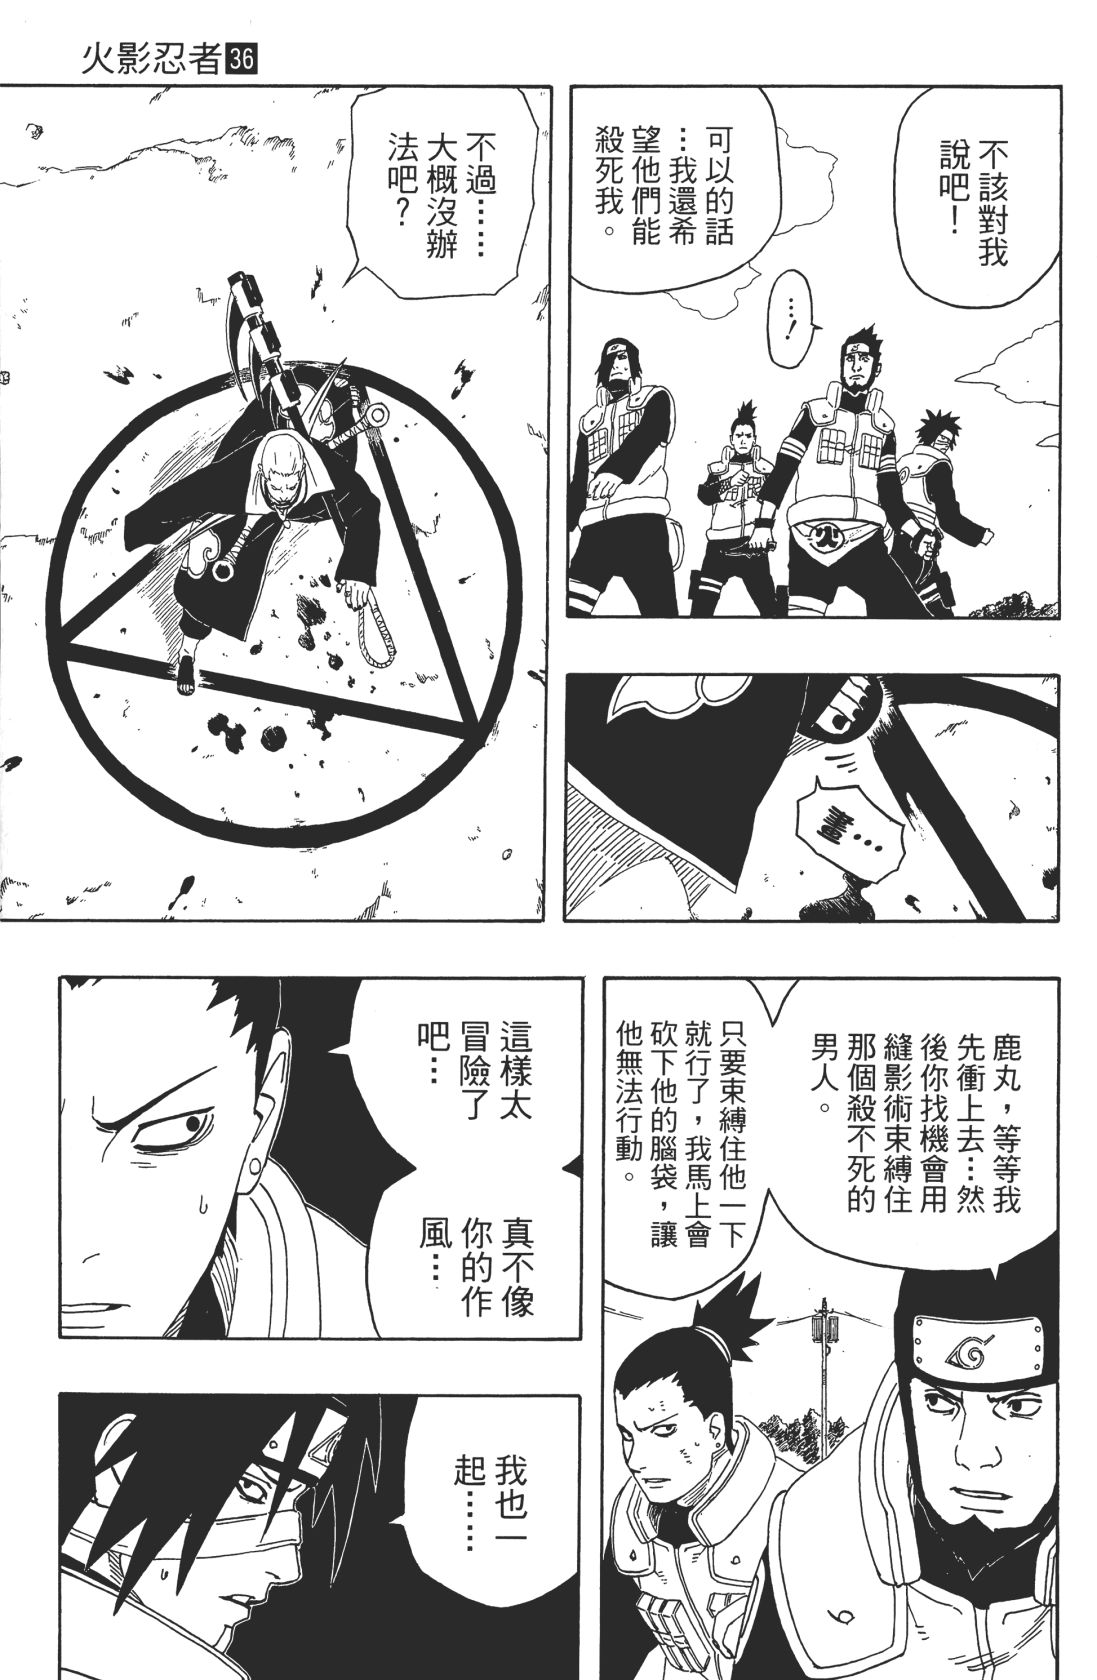 火影忍者36
不該對我
說吧！
可以的話
…我還希
望他們能
殺死我。
…！
不過……
大概沒辦
法吧？
畫…
鹿丸，等等我
先衝上去…然
後你找機會用
縫影術束縛住
那個殺不死的
男人。
只要束縛住他一下
就行了，我馬上會
砍下他的腦袋，讓
他無法行動。
這樣太
冒險了
吧…
真不像
你的作
風…
我也一
起……